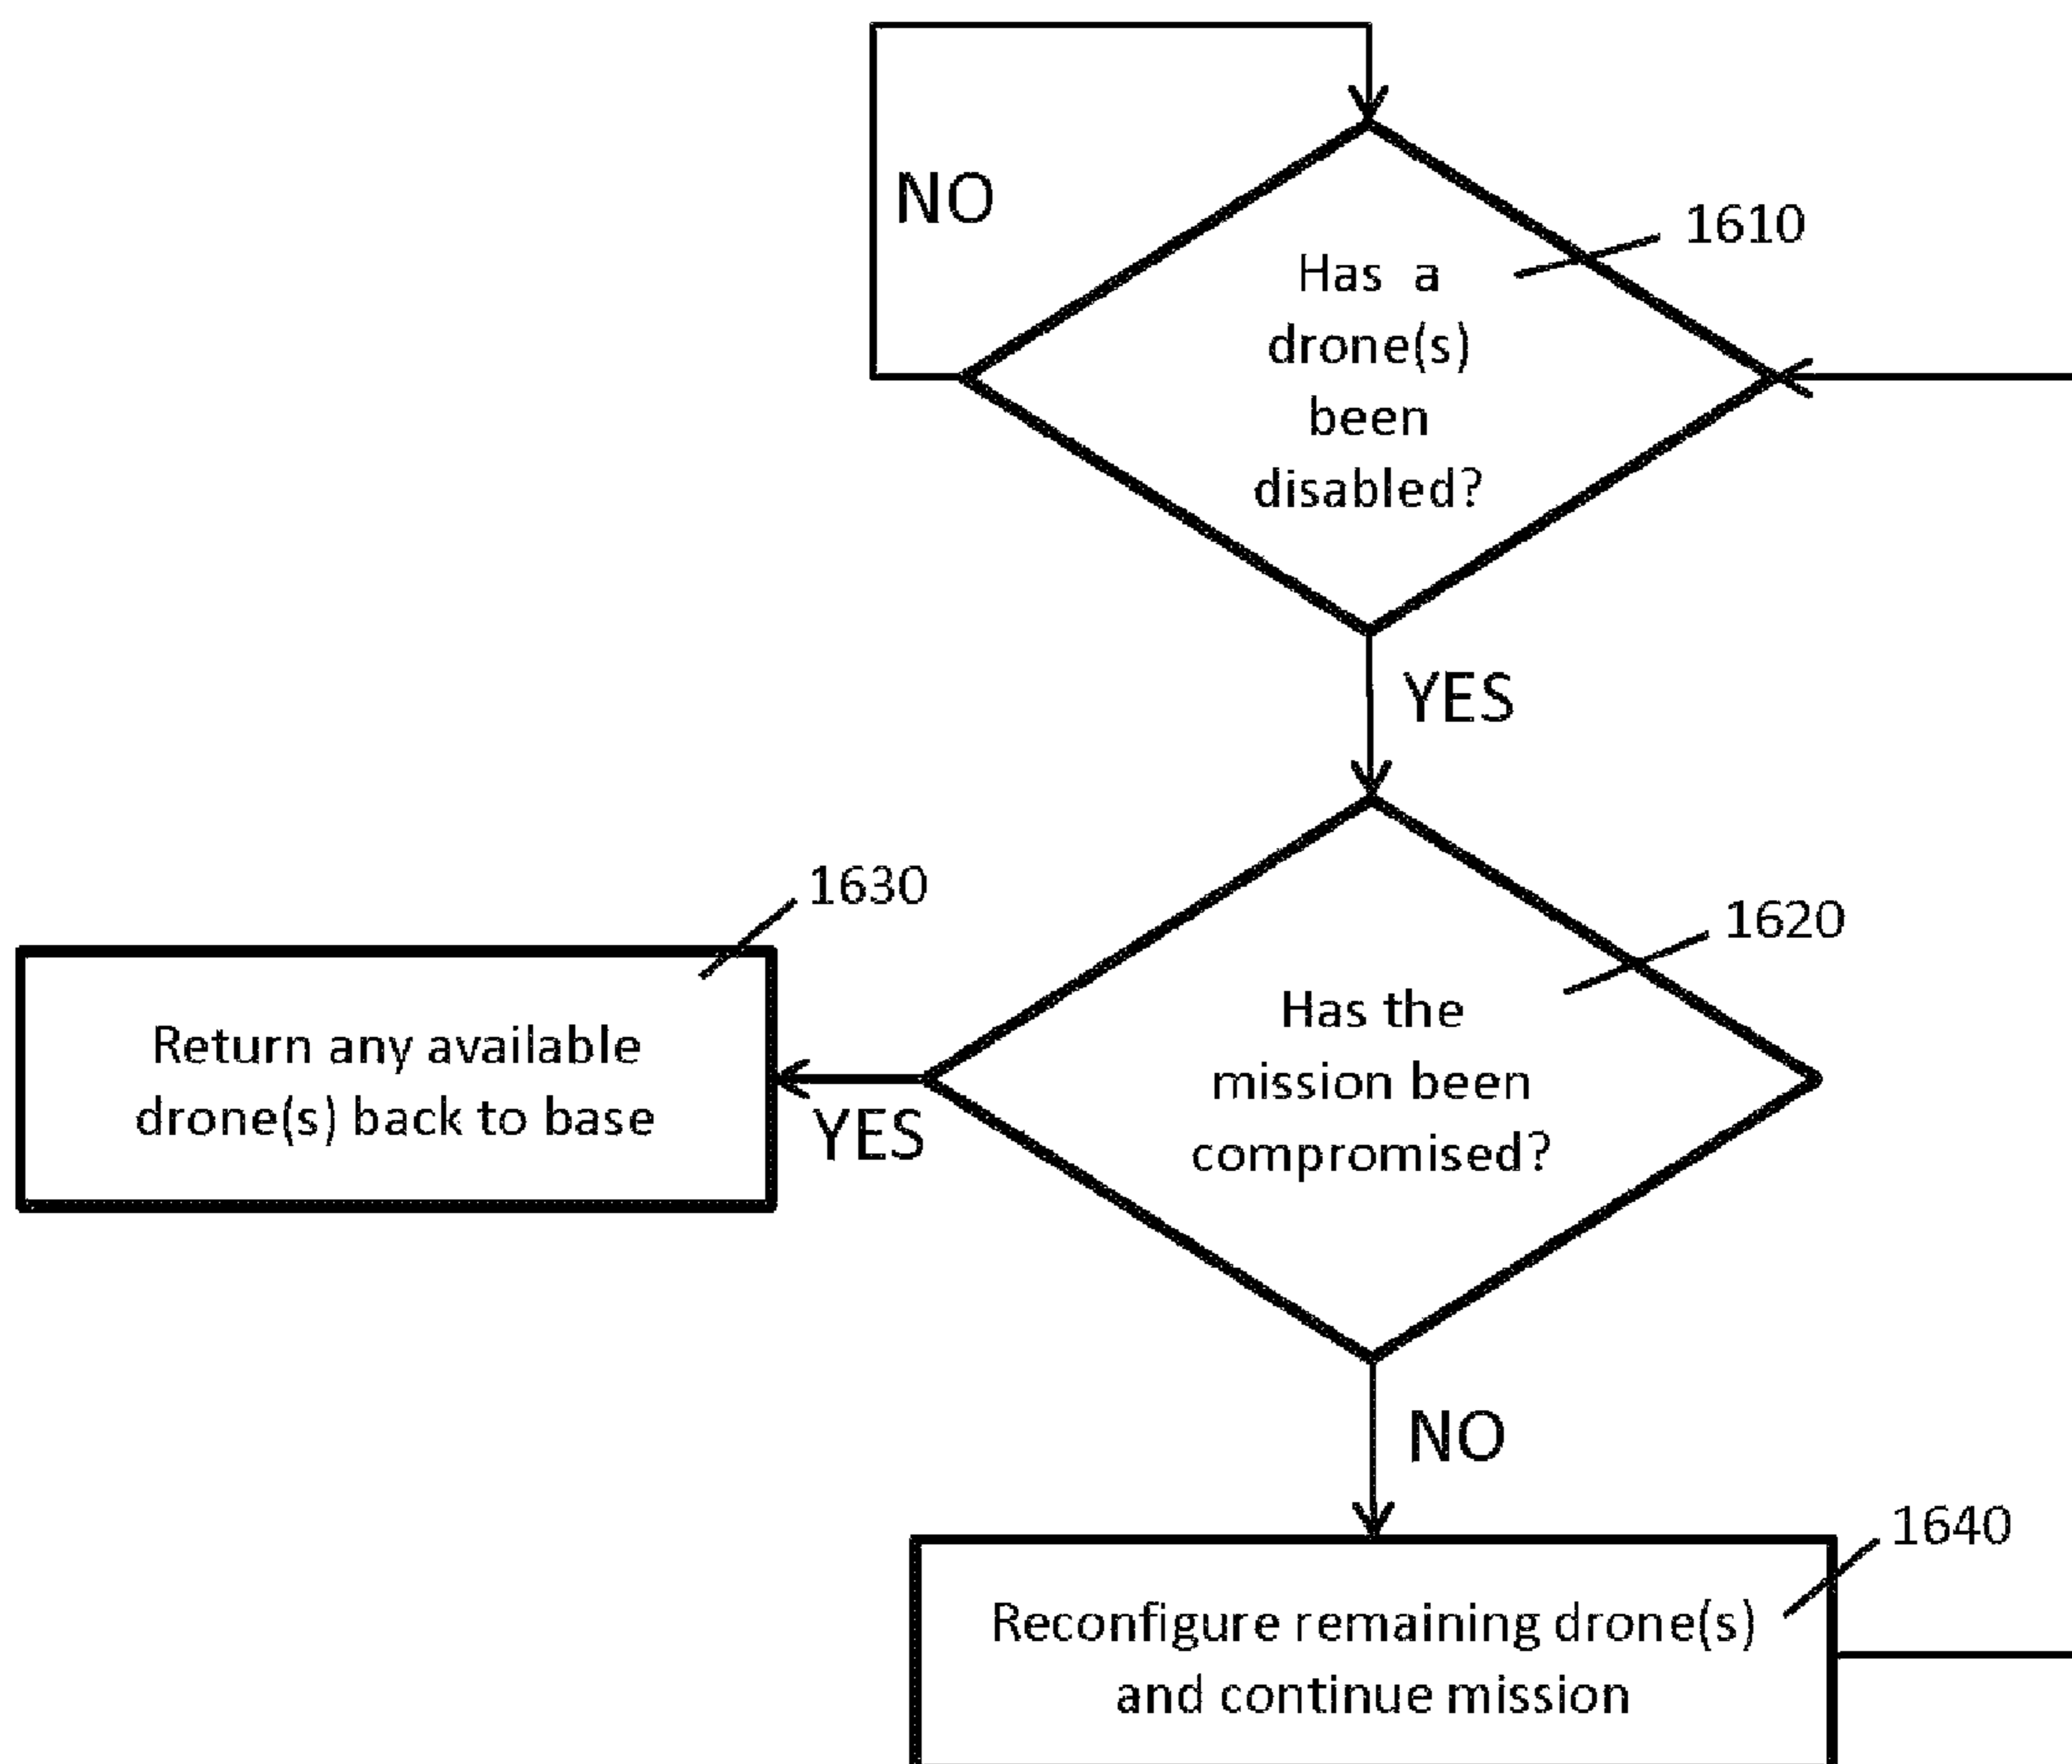 NO
1610
Has a
drone(s)
been
disabled?
YES
1630
1620
Return any available
drone(s) back to base
YES
Has the
mission been
compromised?
NO
1640
Reconfigure remaining drone(s)
and continue mission